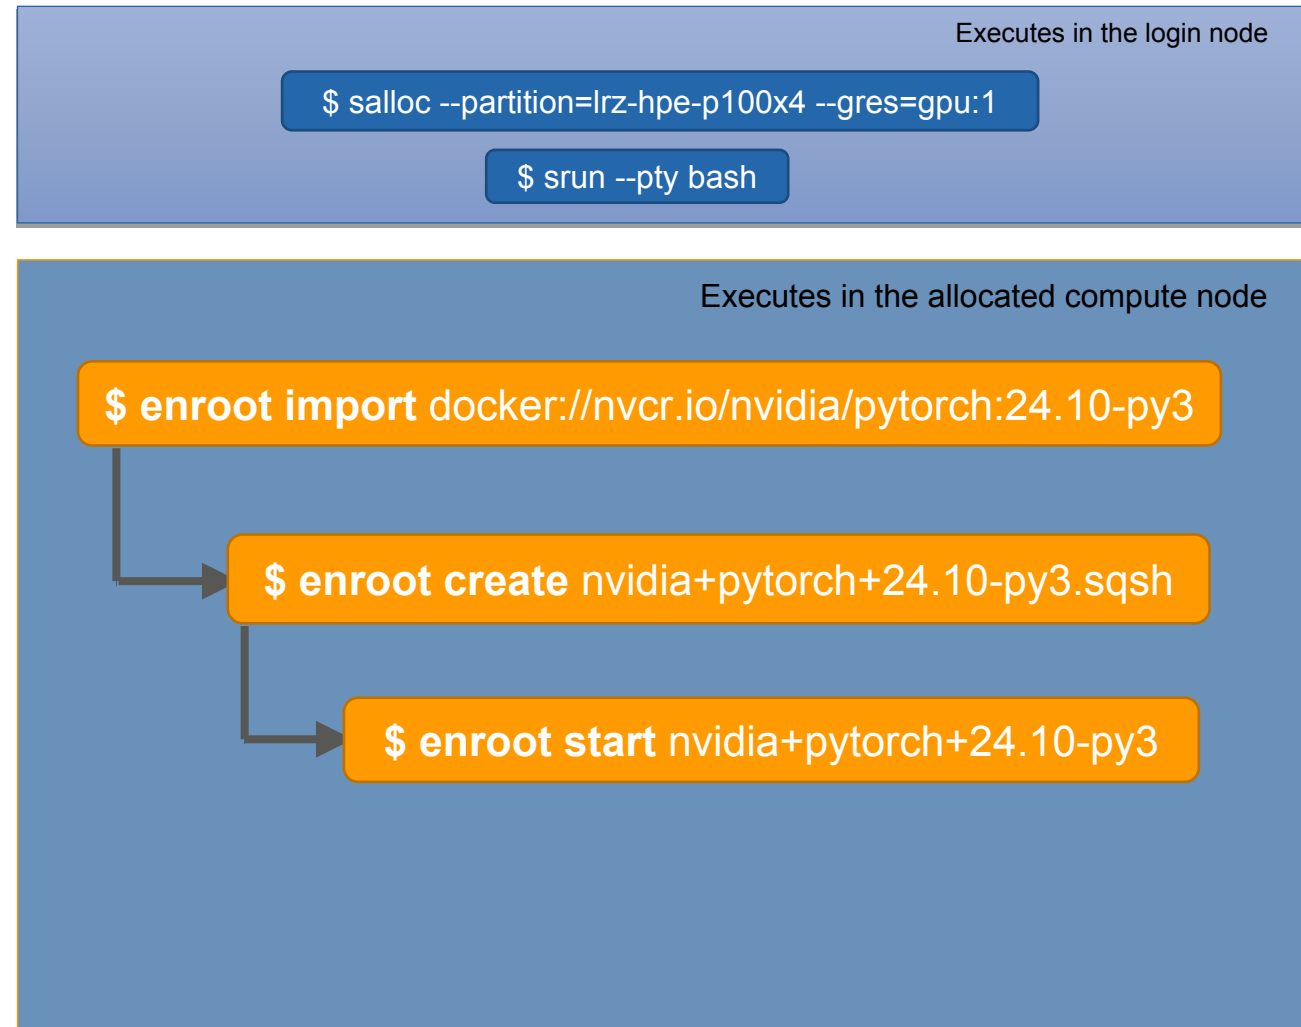 Executes in the login node
$ salloc --partition=lrz-hpe-p100x4 --gres=gpu:1
$ srun --pty bash
Executes in the allocated compute node
$ enroot import docker://nvcr.io/nvidia/pytorch:24.10-py3
$ enroot create nvidia+pytorch+24.10-py3.sqsh
$ enroot start nvidia+pytorch+24.10-py3